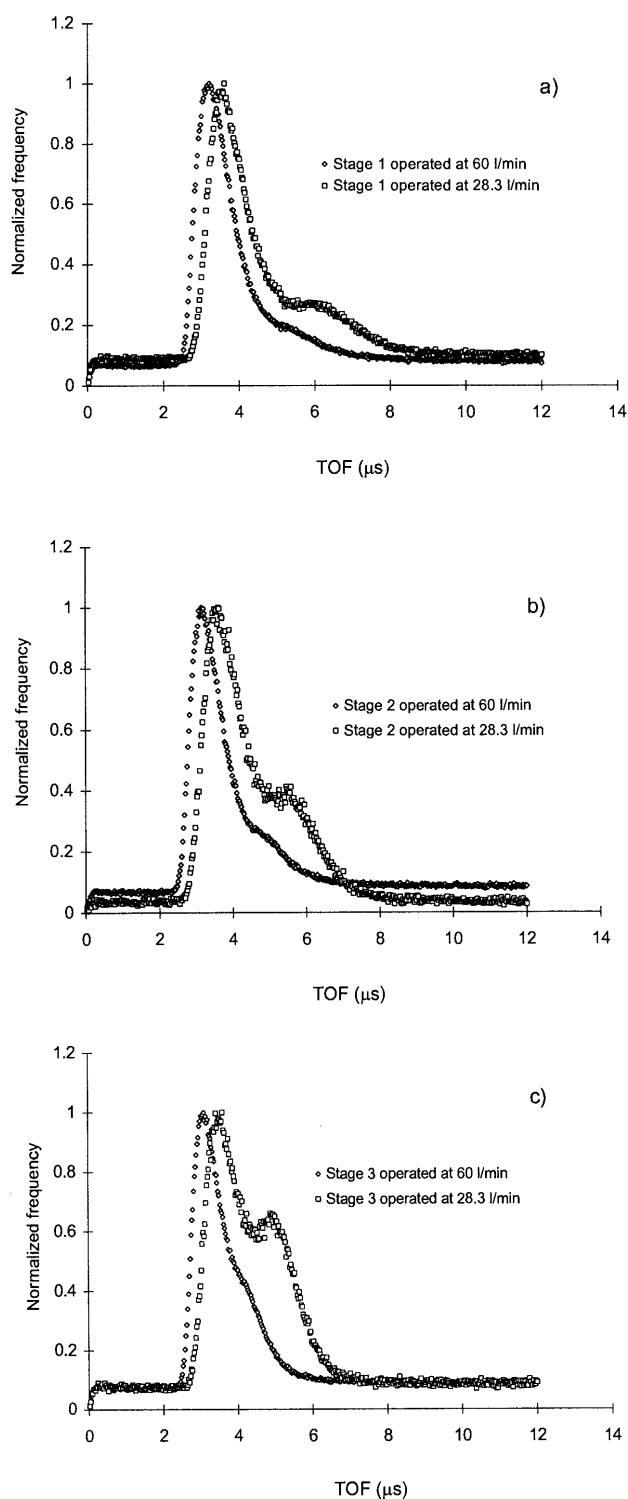 1.2
a)
1
Normalized frequency
0.8
Stage 1 operated at 60 l/min
Stage 1 operated at 28.3 l/min
0.6
0.4
0.2
0
0 2 4 6 8 10 12 14
TOF (μs)
1.2
b)
1
Normalized frequency
0.8
Stage 2 operated at 60 l/min
Stage 2 operated at 28.3 l/min
0.6
0.4
0.2
0
0 2 4 6 8 10 12 14
TOF (μs)
1.2
c)
1
Normalized frequency
0.8
Stage 3 operated at 60 l/min
Stage 3 operated at 28.3 l/min
0.6
0.4
0.2
0
0 2 4 6 8 10 12 14
TOF (μs)